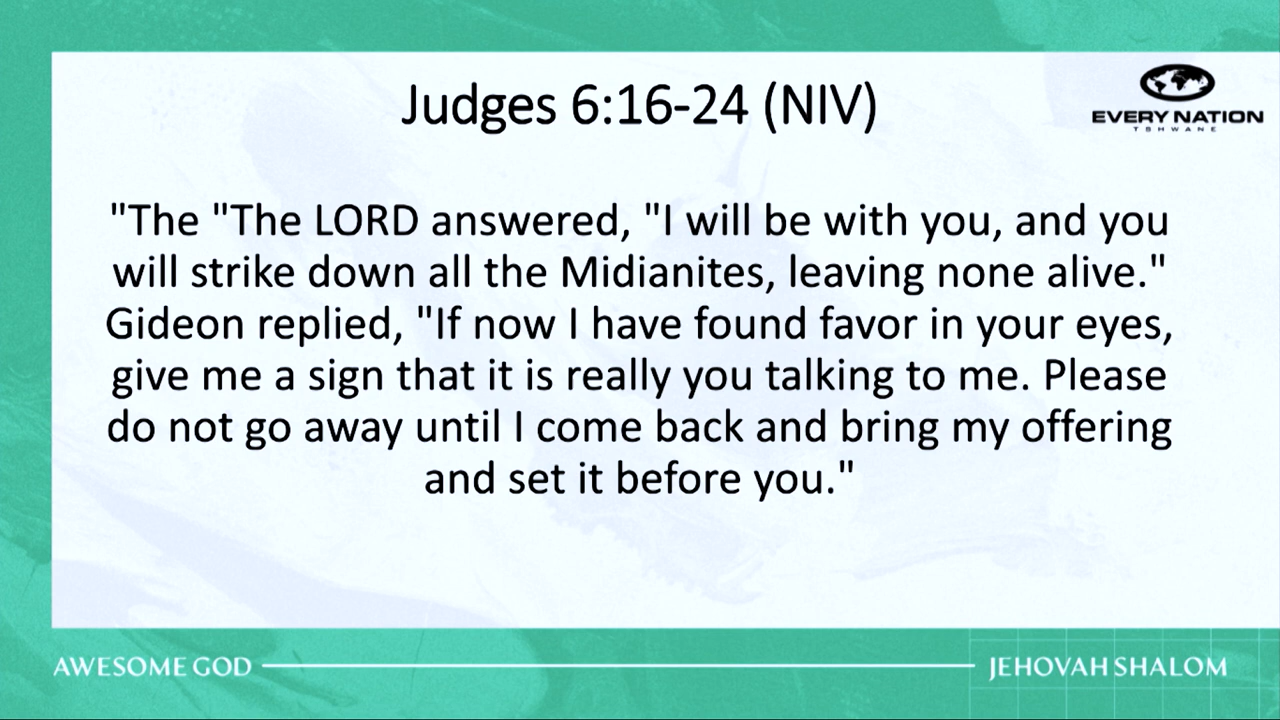 Judges 6:16-24 (NIV)
EVERY NATION
TSHWANE
"The "The LORD answered, "I will be with you, and you
will strike down all the Midianites, leaving none alive."
Gideon replied, "If now I have found favor in your eyes,
give me a sign that it is really you talking to me. Please
do not go away until I come back and bring my offering
and set it before you."
AWESOME GOD
JEHOVAH SHALOM